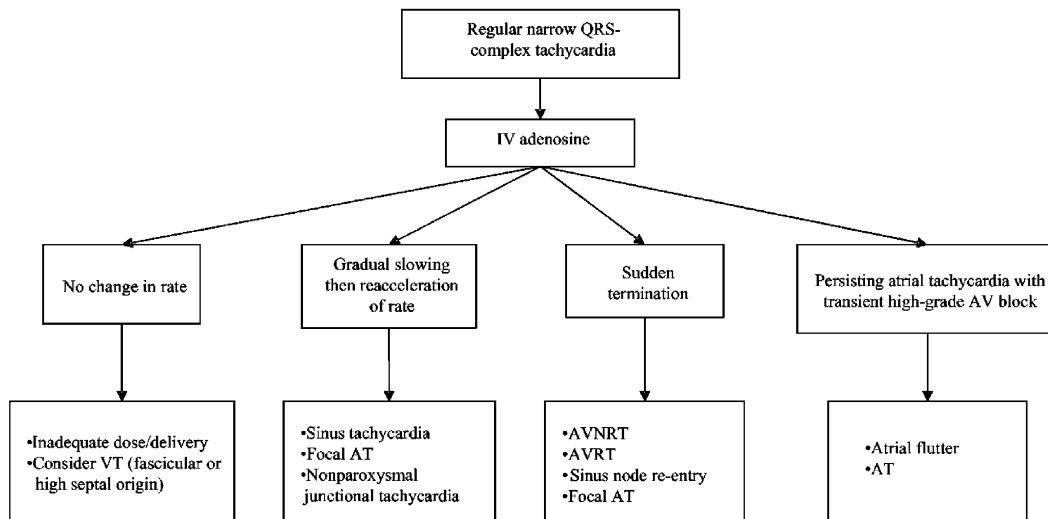 Regular narrow QRS-
complex tachycardia
IV adenosine
No change in rate
Gradual slowing
then reacceleration
of rate
Sudden
termination
Persisting atrial tachycardia with
transient high-grade AV block
•Inadequate dose/delivery
•Consider VT (fascicular or
high septal origin)
•Sinus tachycardia
•Focal AT
•Nonparoxysmal
junctional tachycardia
•AVNRT
•AVRT
•Sinus node re-entry
•Focal AT
•Atrial flutter
•AT